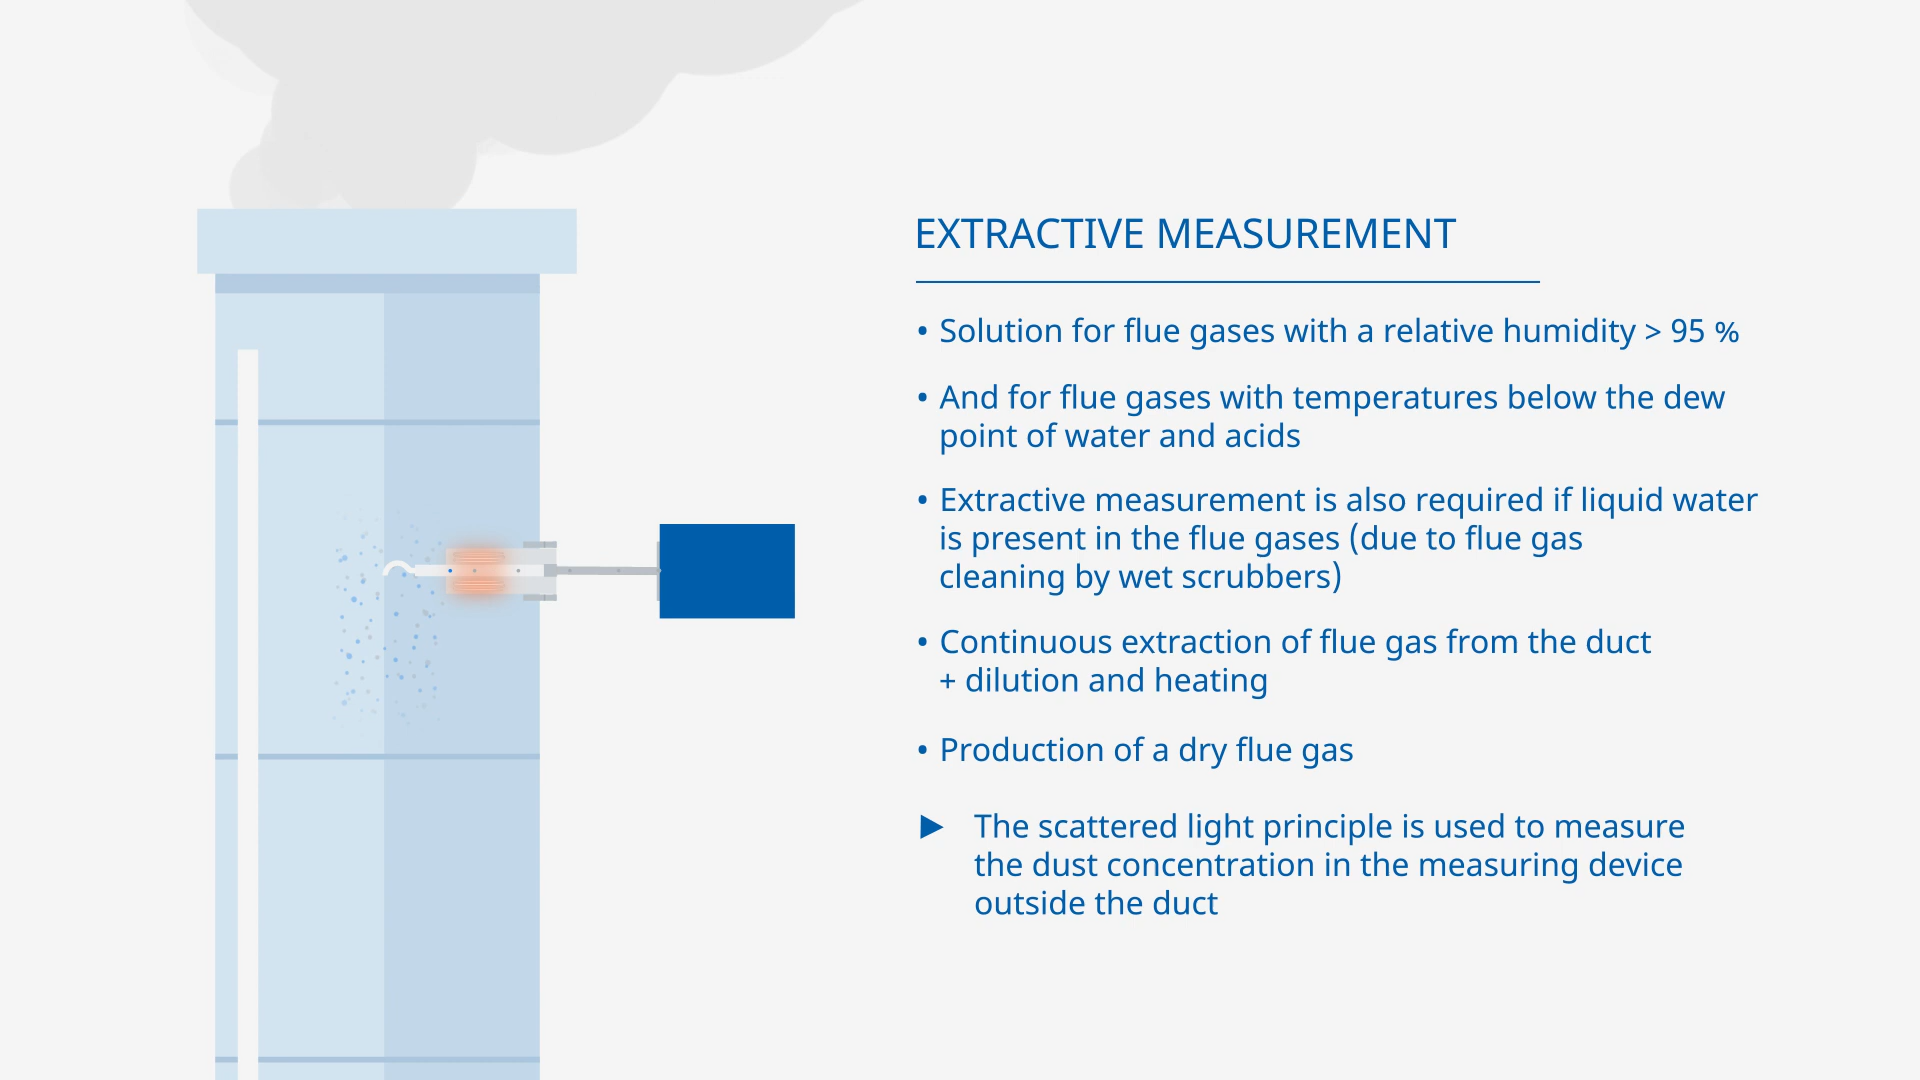 EXTRACTIVE MEASUREMENT
• Solution for flue gases with a relative humidity > 95 %
• And for flue gases with temperatures below the dew
point of water and acids
• Extractive measurement is also required if liquid water
is present in the flue gases (due to flue gas
cleaning by wet scrubbers)
• Continuous extraction of flue gas from the duct
+ dilution and heating
• Production of a dry flue gas
► The scattered light principle is used to measure
the dust concentration in the measuring device
outside the duct